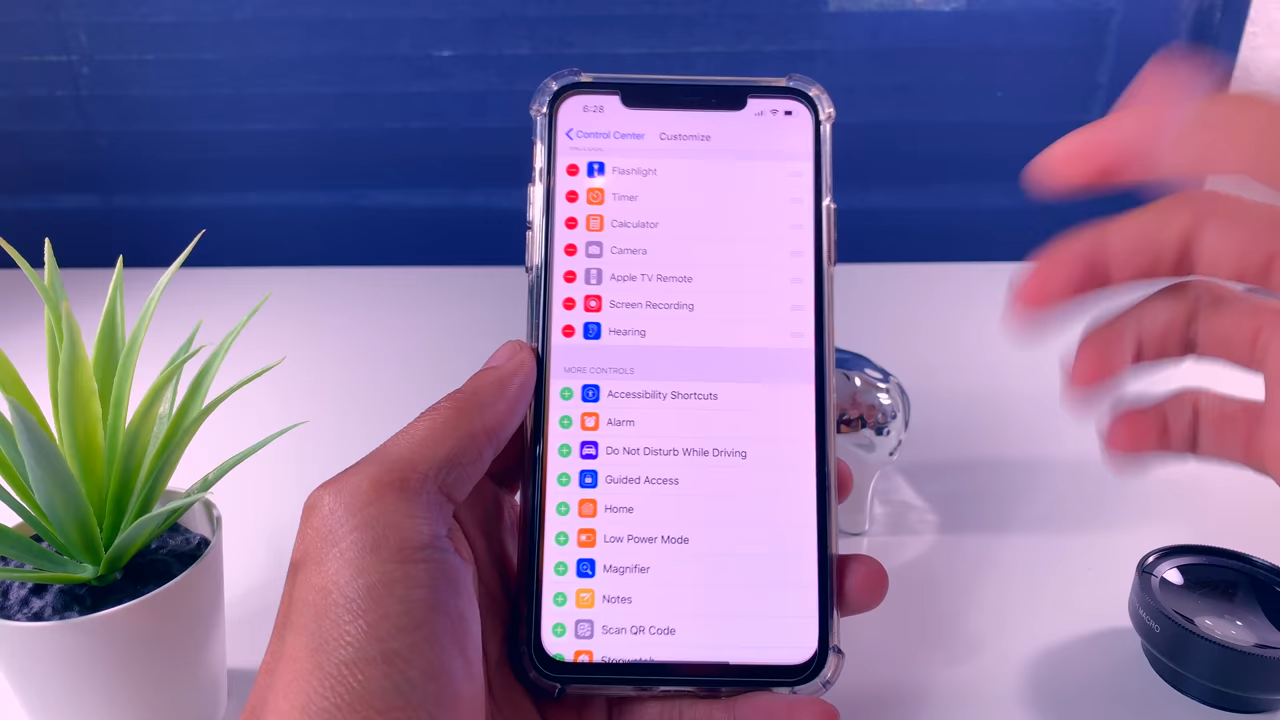 6:28
Control Center Customize
Flashlight
Timer
Calculator
Camera
Apple TV Remote
Screen Recording
Hearing
MORE CONTROLS
Accessibility Shortcuts
Alarm
Do Not Disturb While Driving
Guided Access
Home
Low Power Mode
Magnifier
Notes
Scan QR Code
Stopwatch
MACRO